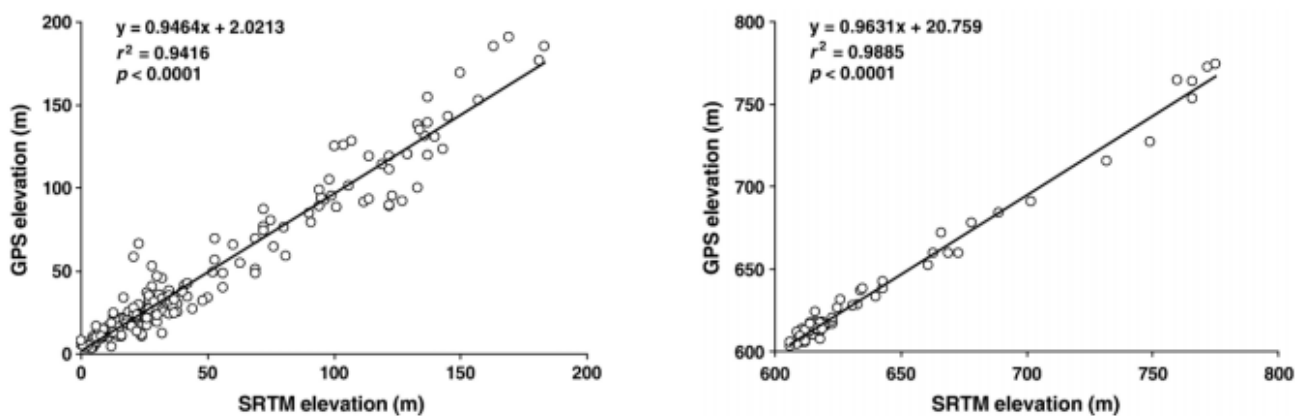 y = 0.9464x + 2.0213
r² = 0.9416
p < 0.0001
GPS elevation (m)
200
150
100
50
0
0 50 100 150 200
SRTM elevation (m)
y = 0.9631x + 20.759
r² = 0.9885
p < 0.0001
GPS elevation (m)
800
750
700
650
600
600 650 700 750 800
SRTM elevation (m)